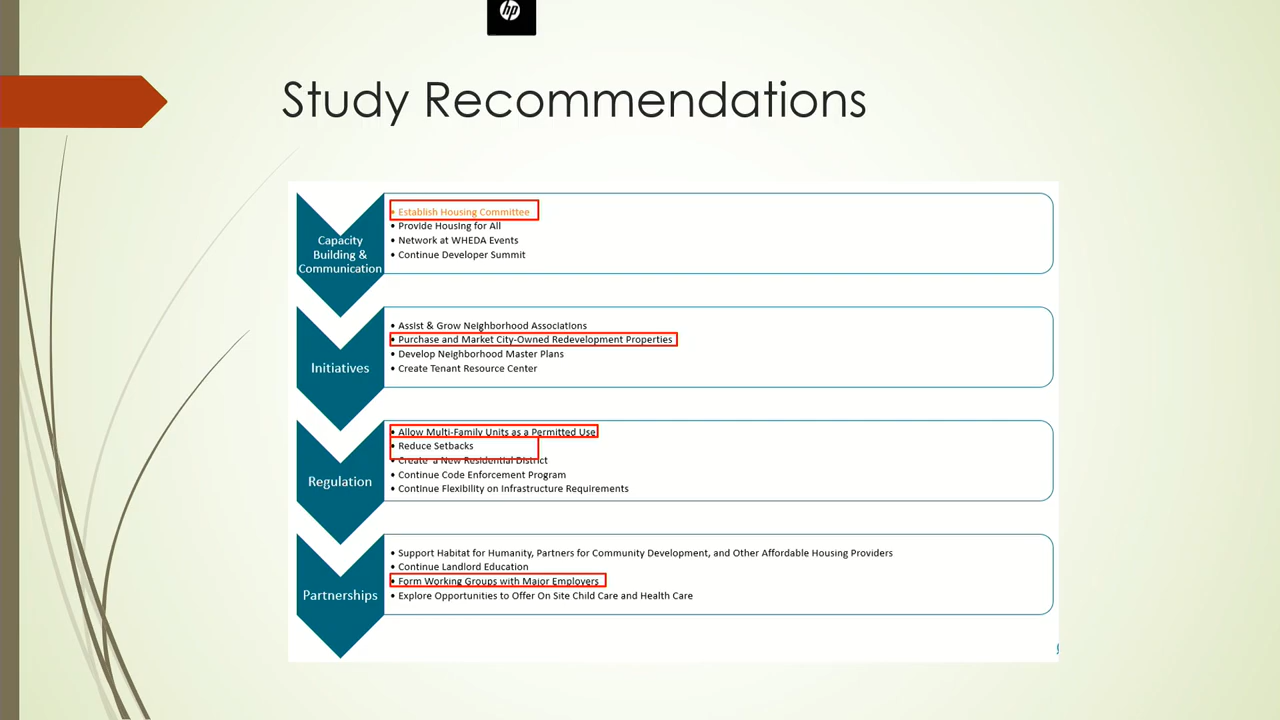 hp
Study Recommendations
Capacity
Building &
Communication
• Establish Housing Committee
• Provide Housing for All
• Network at WHEDA Events
• Continue Developer Summit
Initiatives
• Assist & Grow Neighborhood Associations
• Purchase and Market City-Owned Redevelopment Properties
• Develop Neighborhood Master Plans
• Create Tenant Resource Center
Regulation
• Allow Multi-Family Units as a Permitted Use
• Reduce Setbacks
• Create a New Residential District
• Continue Code Enforcement Program
• Continue Flexibility on Infrastructure Requirements
Partnerships
• Support Habitat for Humanity, Partners for Community Development, and Other Affordable Housing Providers
• Continue Landlord Education
• Form Working Groups with Major Employers
• Explore Opportunities to Offer On Site Child Care and Health Care